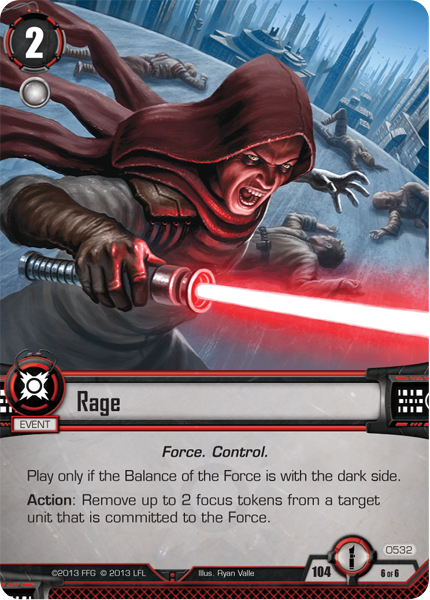 2
Rage
EVENT
Force. Control.
Play only if the Balance of the Force is with the dark side.
Action: Remove up to 2 focus tokens from a target
unit that is committed to the Force.
0532
©2013 FFG © 2013 LFL Illus. Ryan Valle 104 6 OF 6